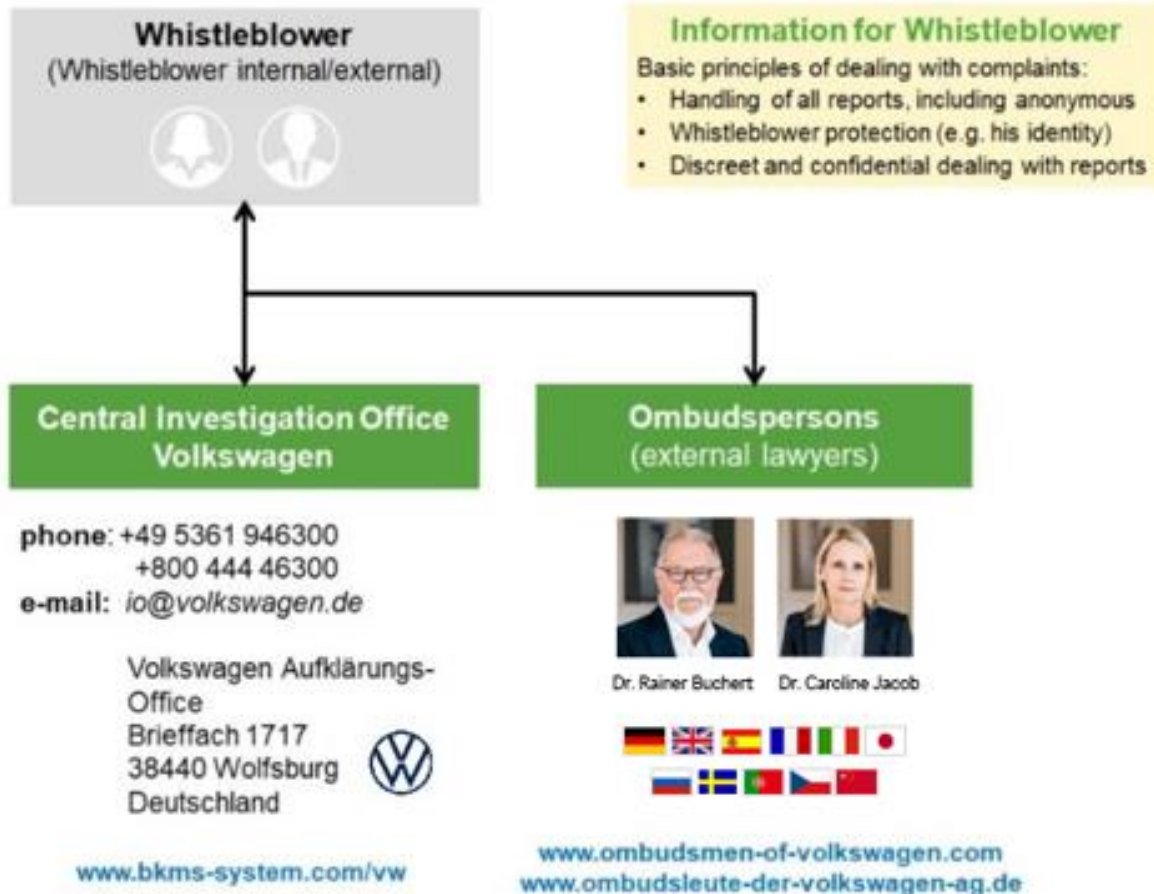 Whistleblower
(Whistleblower internal/external)
Information for Whistleblower
Basic principles of dealing with complaints:
• Handling of all reports, including anonymous
• Whistleblower protection (e.g. his identity)
• Discreet and confidential dealing with reports
Central Investigation Office
Volkswagen
phone: +49 5361 946300
+800 444 46300
e-mail: io@volkswagen.de
Volkswagen Aufklärungs-
Office
Brieffach 1717
38440 Wolfsburg
Deutschland
www.bkms-system.com/vw
Ombudspersons
(external lawyers)
Dr. Rainer Buchert Dr. Caroline Jacob
www.ombudsmen-of-volkswagen.com
www.ombudsleute-der-volkswagen-ag.de